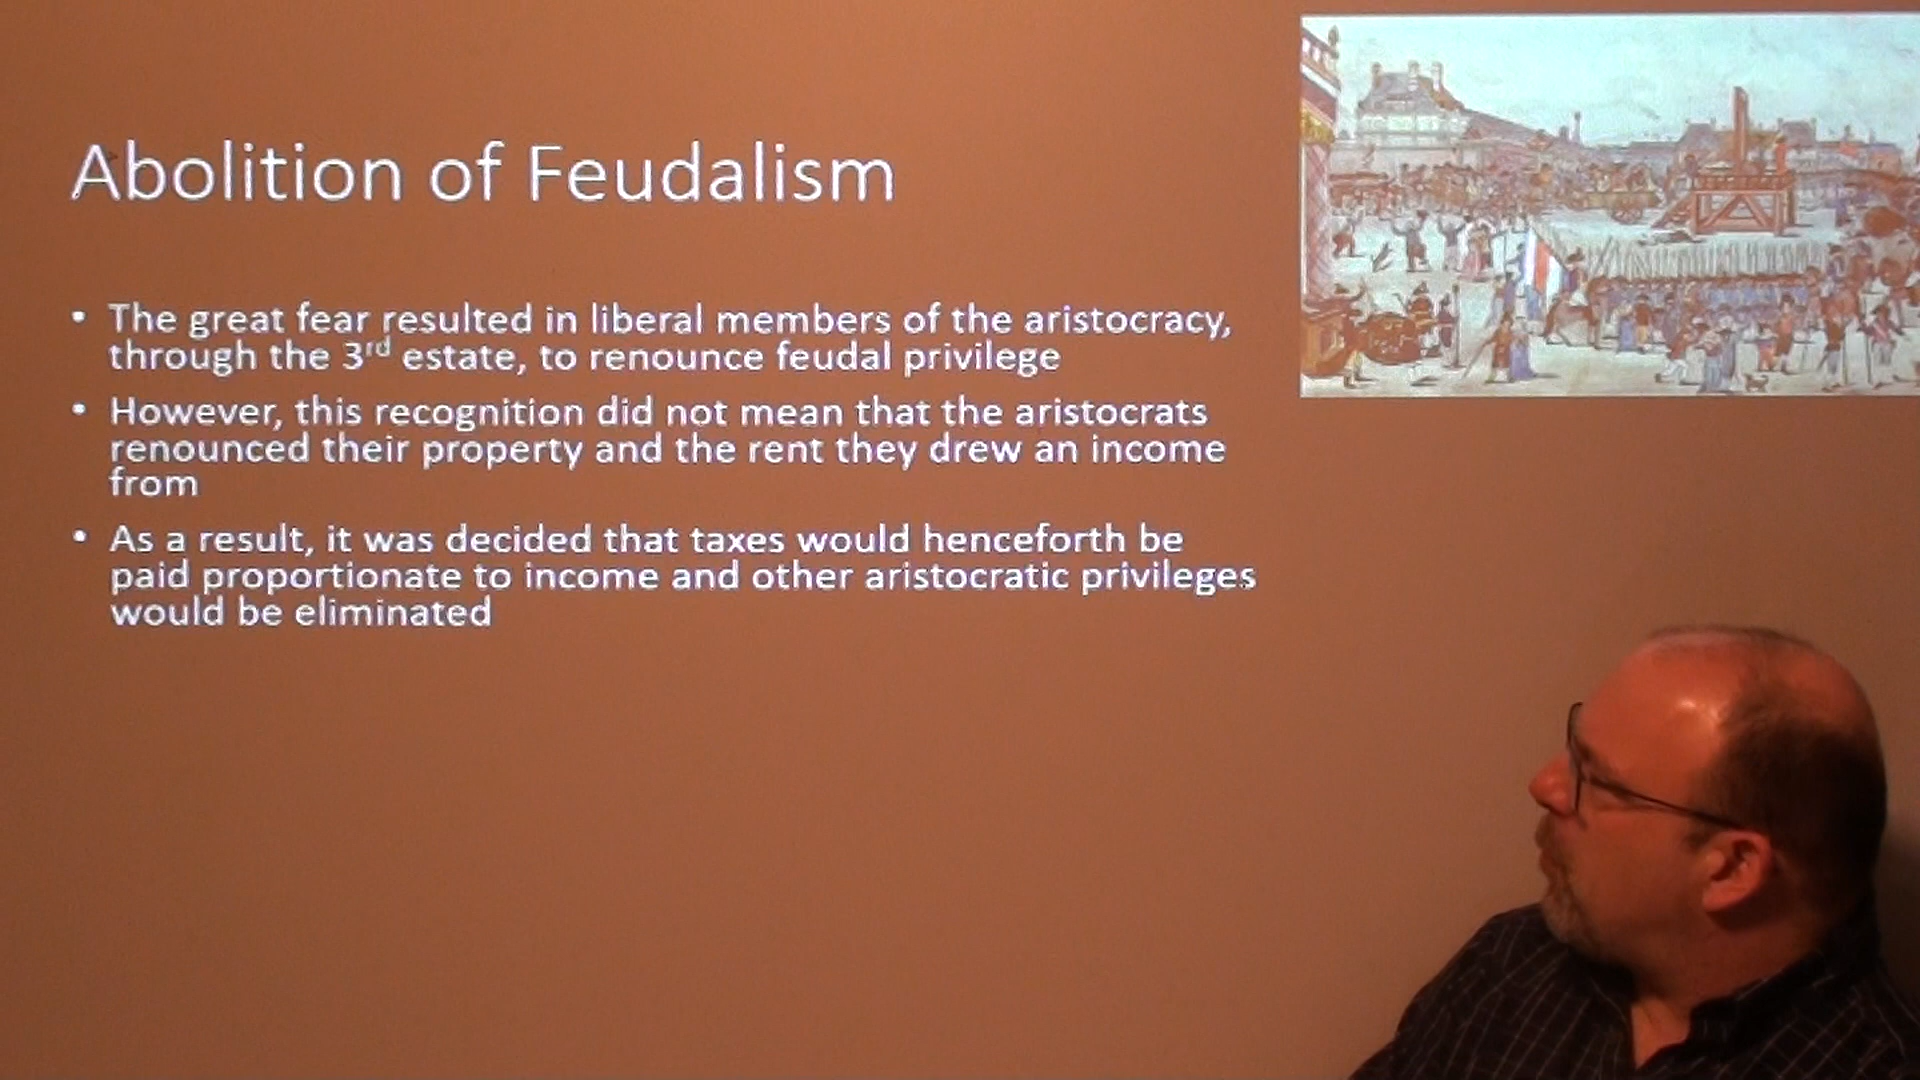 Abolition of Feudalism
• The great fear resulted in liberal members of the aristocracy,
through the 3rd estate, to renounce feudal privilege
• However, this recognition did not mean that the aristocrats
renounced their property and the rent they drew an income
from
• As a result, it was decided that taxes would henceforth be
paid proportionate to income and other aristocratic privileges
would be eliminated